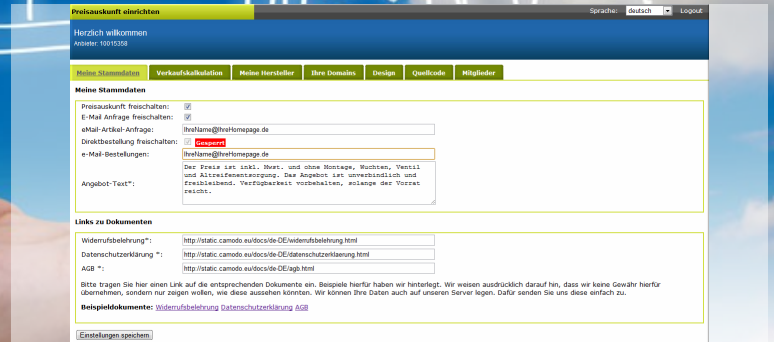 Preisauskunft einrichten
Sprache: deutsch Logout
Herzlich willkommen
Anbieter: 10015358
Meine Stammdaten Verkaufskalkulation Meine Hersteller Ihre Domains Design Quellcode Mitglieder
Meine Stammdaten
Preisauskunft freischalten:
E-Mail Anfrage freischalten:
eMail-Artikel-Anfrage: IhreName@IhreHomepage.de
Direktbestellung freischalten: Gesperrt
e-Mail-Bestellungen: IhreName@IhreHomepage.de
Angebot-Text*:
Der Preis ist inkl. Mwst. und ohne Montage, Wuchten, Ventil
und Altreifenentsorgung. Das Angebot ist unverbindlich und
freibleibend. Verfügbarkeit vorbehalten, solange der Vorrat
reicht.
Links zu Dokumenten
Widerrufsbelehrung*: http://static.camodo.eu/docs/de-DE/widerrufsbelehrung.html
Datenschutzerklärung *: http://static.camodo.eu/docs/de-DE/datenschutzerklaerung.html
AGB *: http://static.camodo.eu/docs/de-DE/agb.html
Bitte tragen Sie hier einen Link auf die entsprechenden Dokumente ein. Beispiele hierfür haben wir hinterlegt. Wir weisen ausdrücklich darauf hin, dass wir keine Gewähr hierfür
übernehmen, sondern nur zeigen wollen, wie diese aussehen könnten. Wir können Ihre Daten auch auf unseren Server legen. Dafür senden Sie uns diese einfach zu.
Beispieldokumente: Widerrufsbelehrung Datenschutzerklärung AGB
Einstellungen speichern